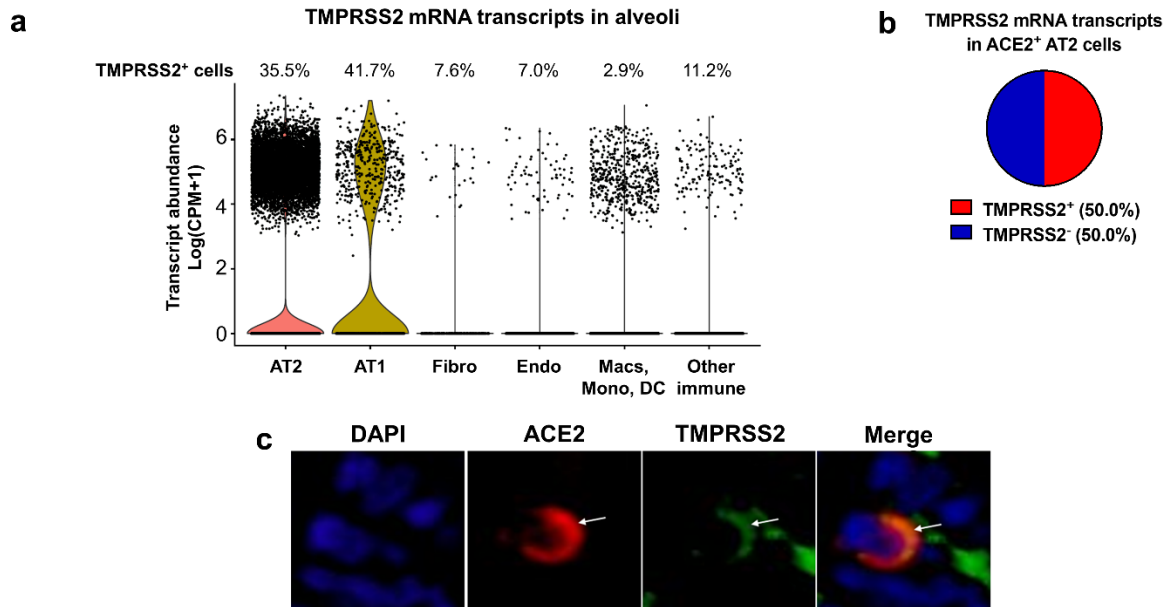 a
TMPRSS2 mRNA transcripts in alveoli
TMPRSS2+ cells 35.5% 41.7% 7.6% 7.0% 2.9% 11.2%
Transcript abundance
Log(CPM+1)
6
4
2
0
AT2 AT1 Fibro Endo Macs, Mono, DC Other immune
b
TMPRSS2 mRNA transcripts
in ACE2+ AT2 cells
TMPRSS2+ (50.0%)
TMPRSS2- (50.0%)
c
DAPI ACE2 TMPRSS2 Merge